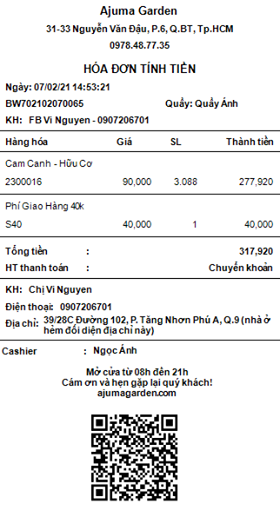 Ajuma Garden
31-33 Nguyễn Văn Đậu, P.6, Q.BT, Tp.HCM
0978.48.77.35
HÓA ĐƠN TÍNH TIỀN
Ngày: 07/02/21 14:53:21
BW702102070065 Quầy: Quầy Ánh
KH: FB Vi Nguyen - 0907206701
Hàng hóa Giá SL Thành tiền
Cam Canh - Hữu Cơ
2300016 90,000 3.088 277,920
Phí Giao Hàng 40k
S40 40,000 1 40,000
Tổng tiền : 317,920
HT thanh toán : Chuyển khoản
KH: Chị Vi Nguyen
Điện thoại: 0907206701
Địa chỉ: 39/28C Đường 102, P. Tăng Nhơn Phú A, Q.9 (nhà ở
hẻm đối diện địa chỉ này)
Cashier : Ngọc Ánh
Mở cửa từ 08h đến 21h
Cám ơn và hẹn gặp lại quý khách!
ajumagarden.com